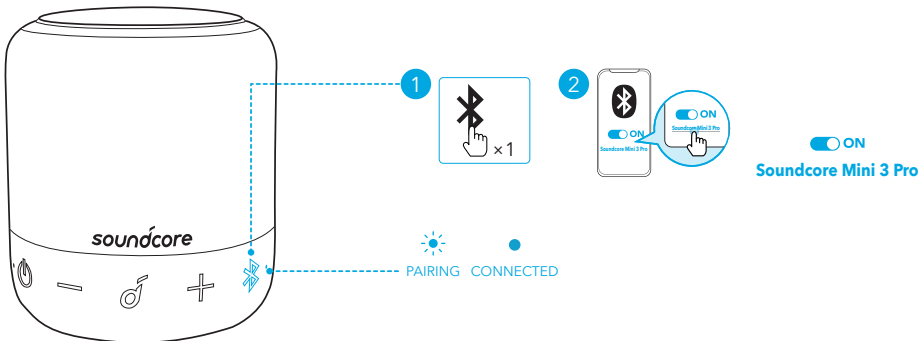 1
×1
2
ON
Soundcore Mini 3 Pro
ON
Soundcore Mini 3 Pro
ON
Soundcore Mini 3 Pro
soundcore
PAIRING CONNECTED